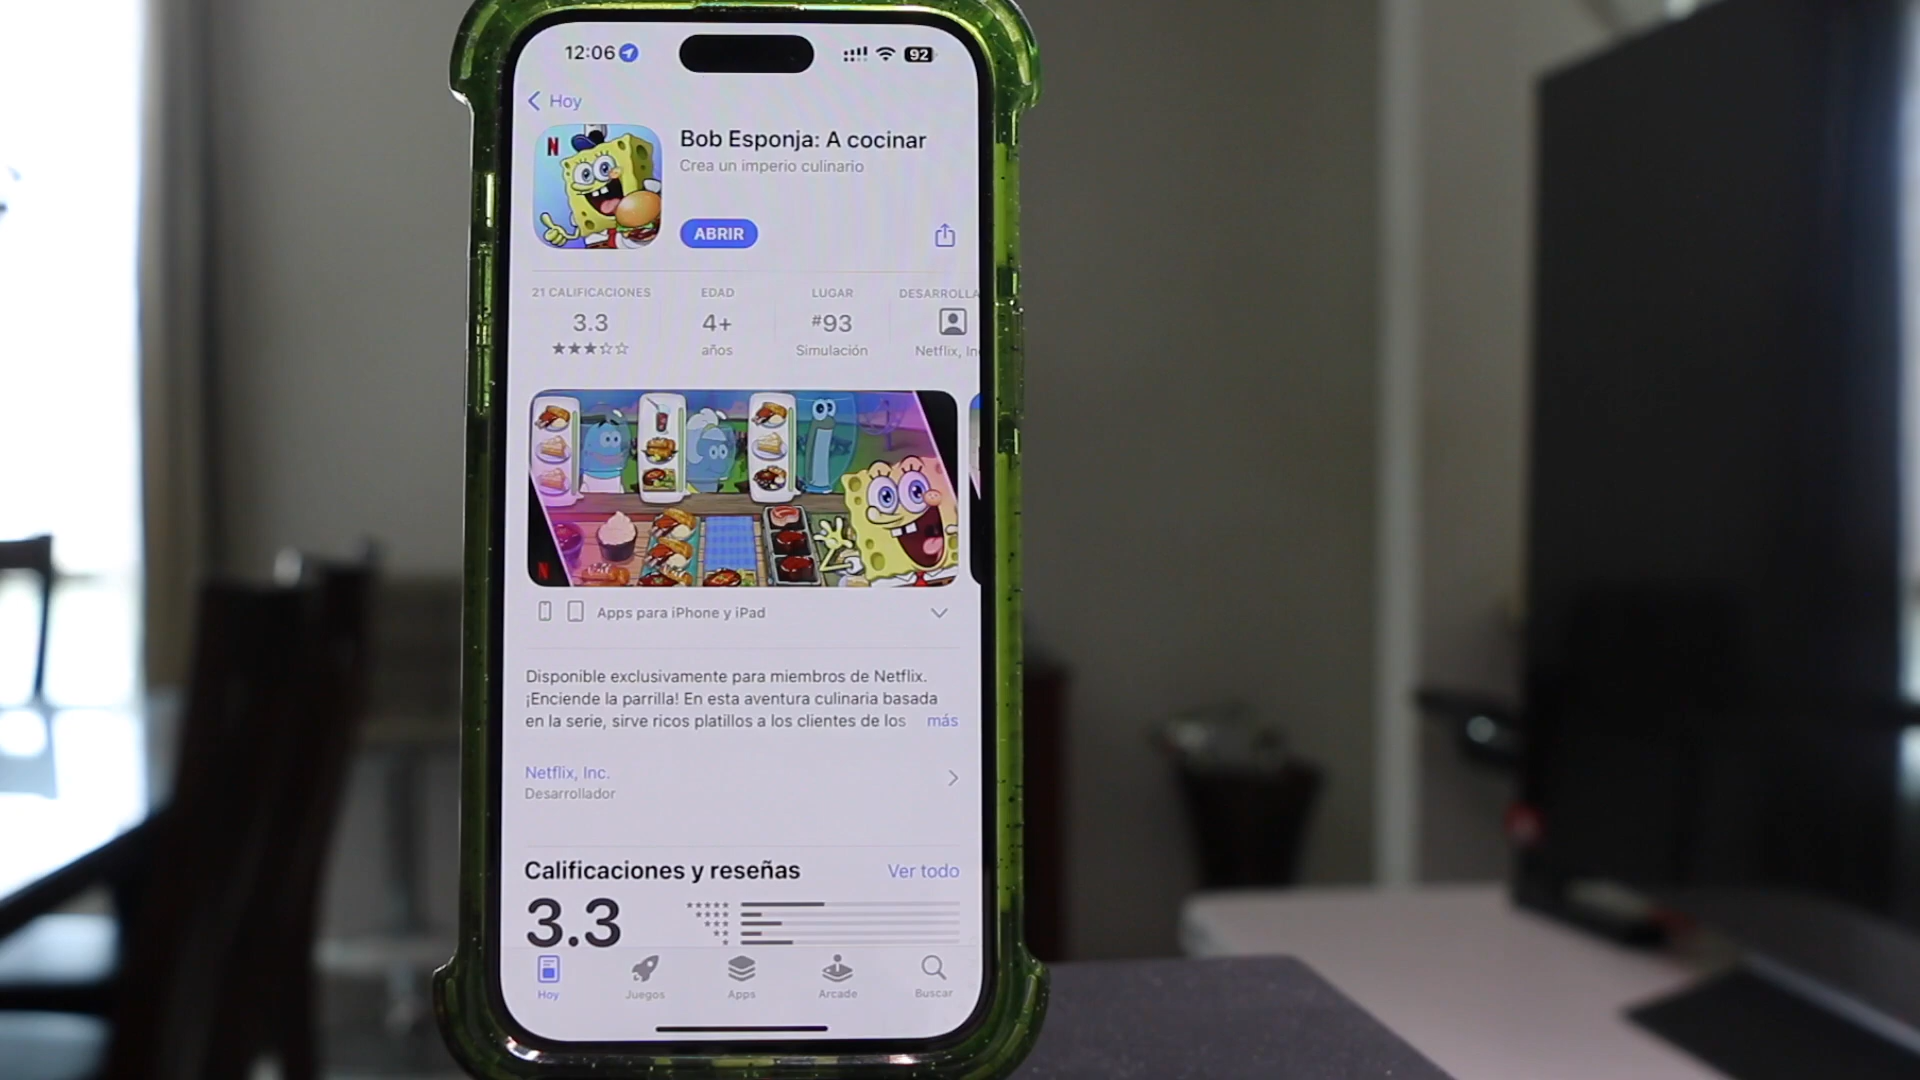 12:06
92
Hoy
N
Bob Esponja: A cocinar
Crea un imperio culinario
ABRIR
21 CALIFICACIONES
EDAD
LUGAR
DESARROLLA
3.3
4+
#93
★★★☆☆
años
Simulación
Netflix, In
N
Apps para iPhone y iPad
Disponible exclusivamente para miembros de Netflix.
¡Enciende la parrilla! En esta aventura culinaria basada
en la serie, sirve ricos platillos a los clientes de los más
Netflix, Inc.
Desarrollador
Calificaciones y reseñas
Ver todo
3.3
Hoy
Juegos
Apps
Arcade
Buscar